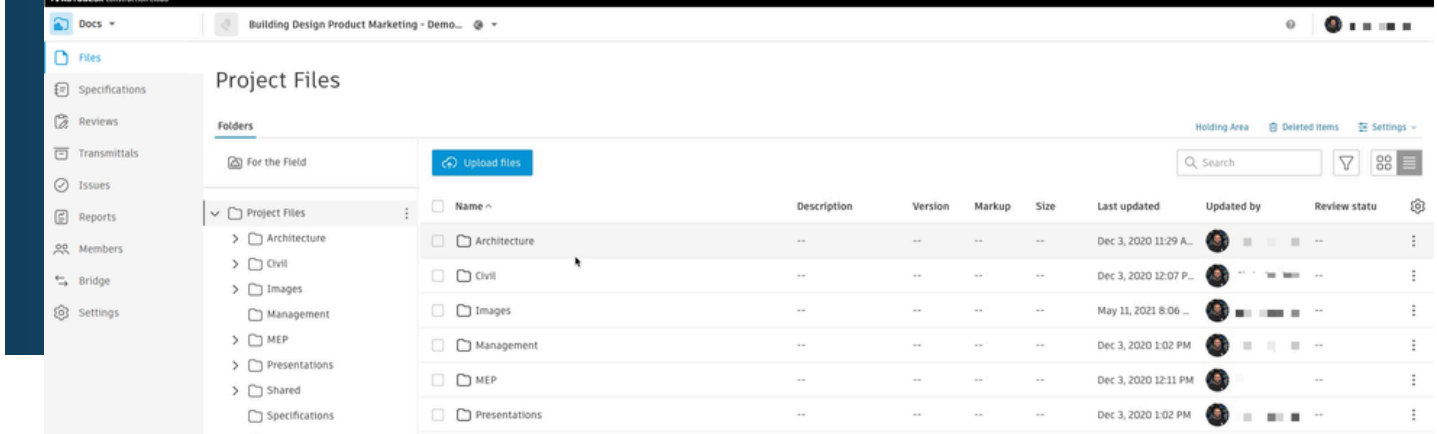 Docs
Building Design Product Marketing - Demo...
Files
Specifications
Reviews
Transmittals
Issues
Reports
Members
Bridge
Settings
Project Files
Folders
Holding Area Deleted items Settings
For the Field
Upload files
Search
Project Files
Architecture
Civil
Images
Management
MEP
Presentations
Shared
Specifications
Name Description Version Markup Size Last updated Updated by Review statu
Architecture -- -- -- -- Dec 3, 2020 11:29 A... --
Civil -- -- -- -- Dec 3, 2020 12:07 P... --
Images -- -- -- -- May 11, 2021 8:06 ... --
Management -- -- -- -- Dec 3, 2020 1:02 PM --
MEP -- -- -- -- Dec 3, 2020 12:11 PM --
Presentations -- -- -- -- Dec 3, 2020 1:02 PM --